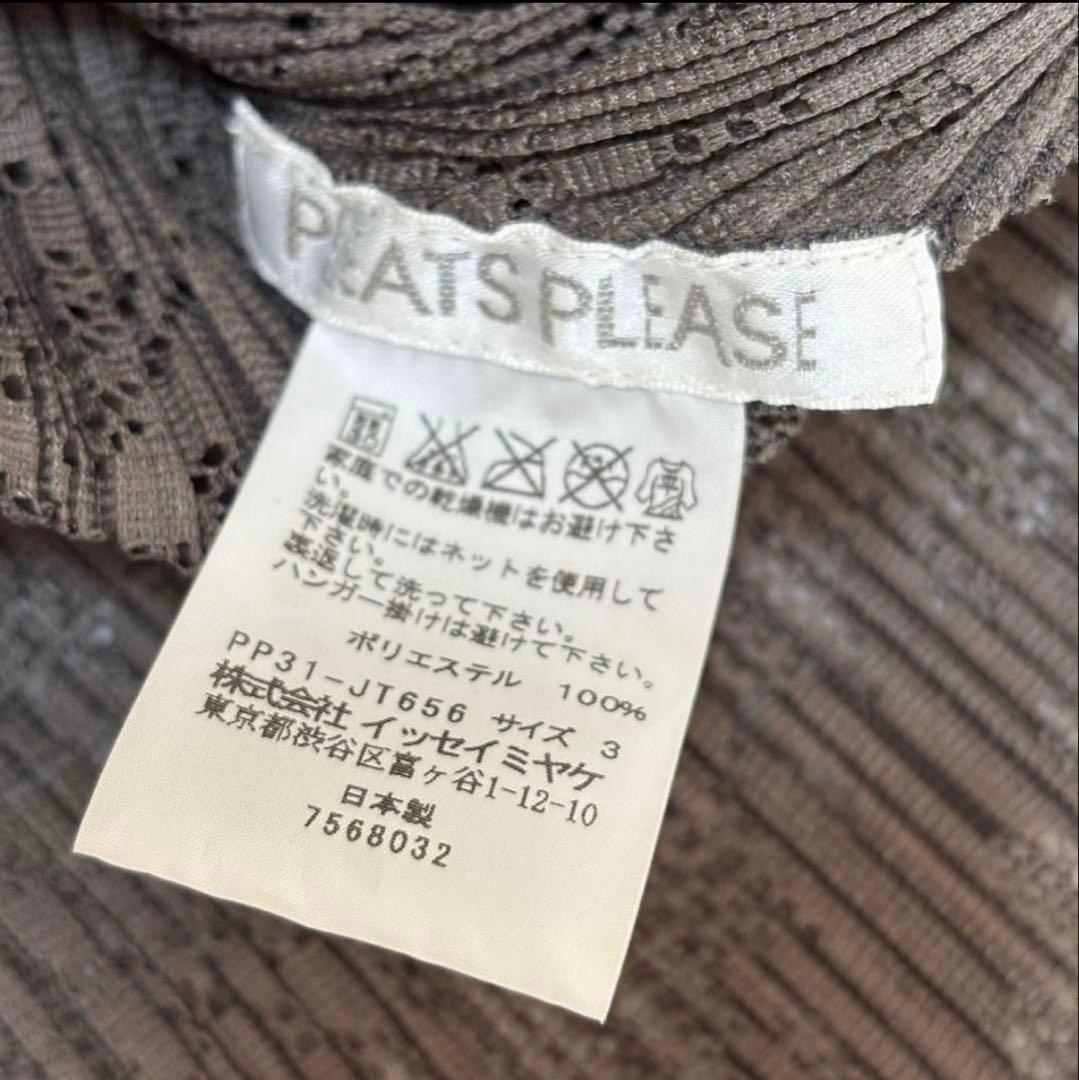 PLEATS PLEASE
家庭での乾燥機はお避け下さ
い。
洗濯時にはネットを使用して
下さい。
裏返して洗って下さい。
ハンガー掛けは避けて下さい。
ポリエステル 100%
PP31-JT656 サイズ 3
株式会社 イッセイミヤケ
東京都渋谷区富ヶ谷1-12-10
日本製
7568032